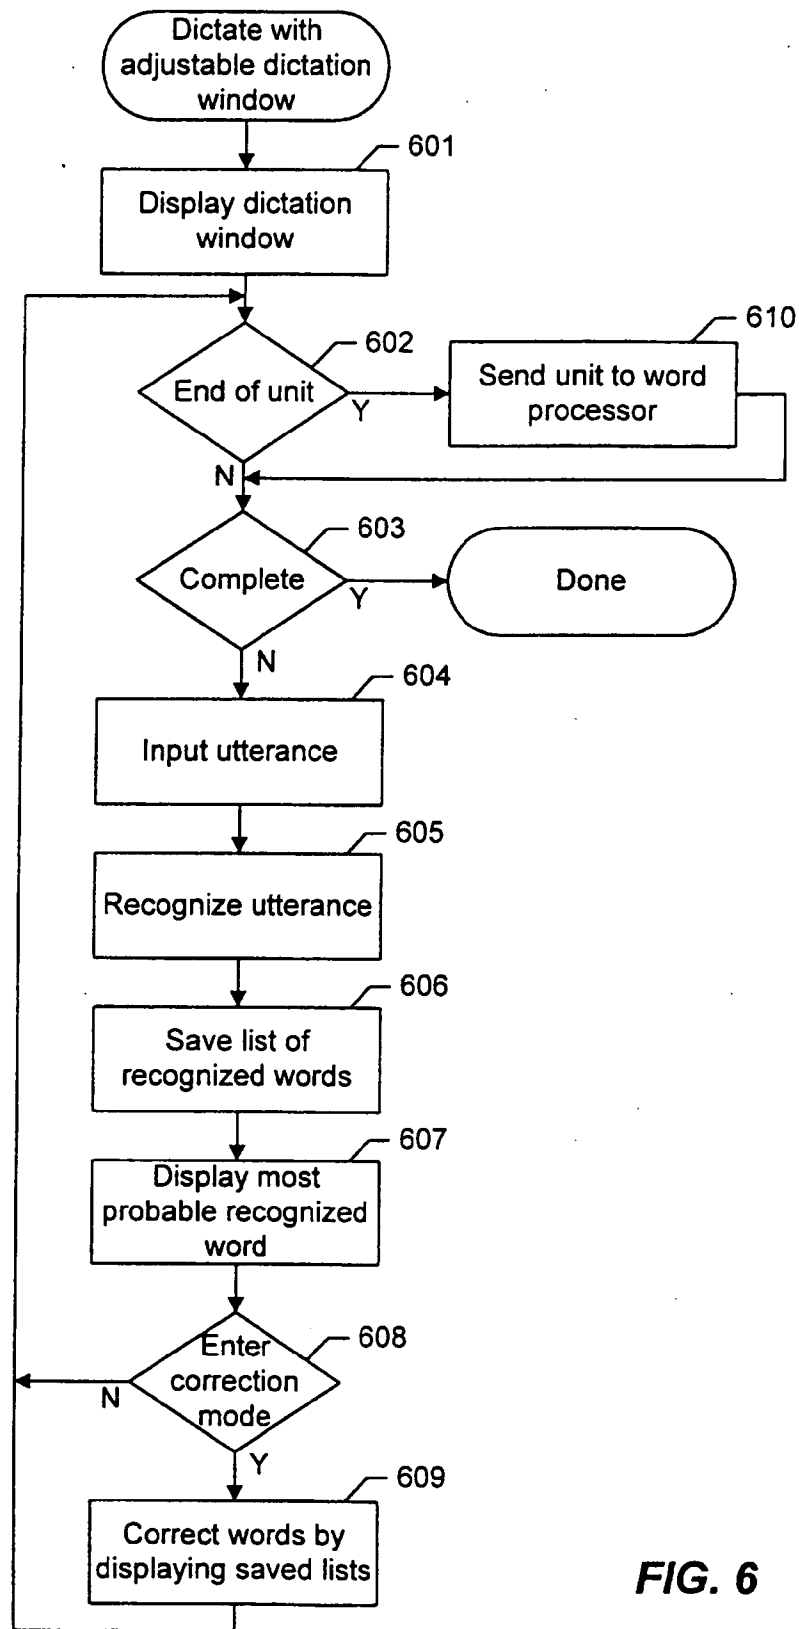 Dictate with
adjustable dictation
window
601
Display dictation
window
602
End of unit
Y
N
610
Send unit to word
processor
603
Complete
Y
N
Done
604
Input utterance
605
Recognize utterance
606
Save list of
recognized words
607
Display most
probable recognized
word
608
Enter
correction
mode
N
Y
609
Correct words by
displaying saved lists
FIG. 6